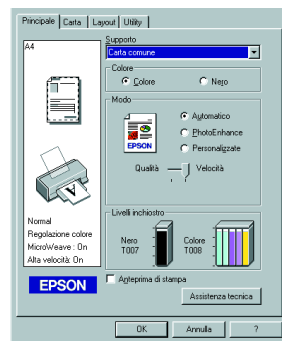 Principale Carta Layout Utility
A4
Supporto
Carta comune
Colore
Colore Nero
Modo
EPSON
Automatico
PhotoEnhance
Personalizzate
Qualità Velocità
Livelli inchiostro
Nero
T007
Colore
T008
Normal
Regolazione colore
MicroWeave : On
Alta velocità: On
EPSON
Anteprima di stampa
Assistenza tecnica
OK Annulla ?